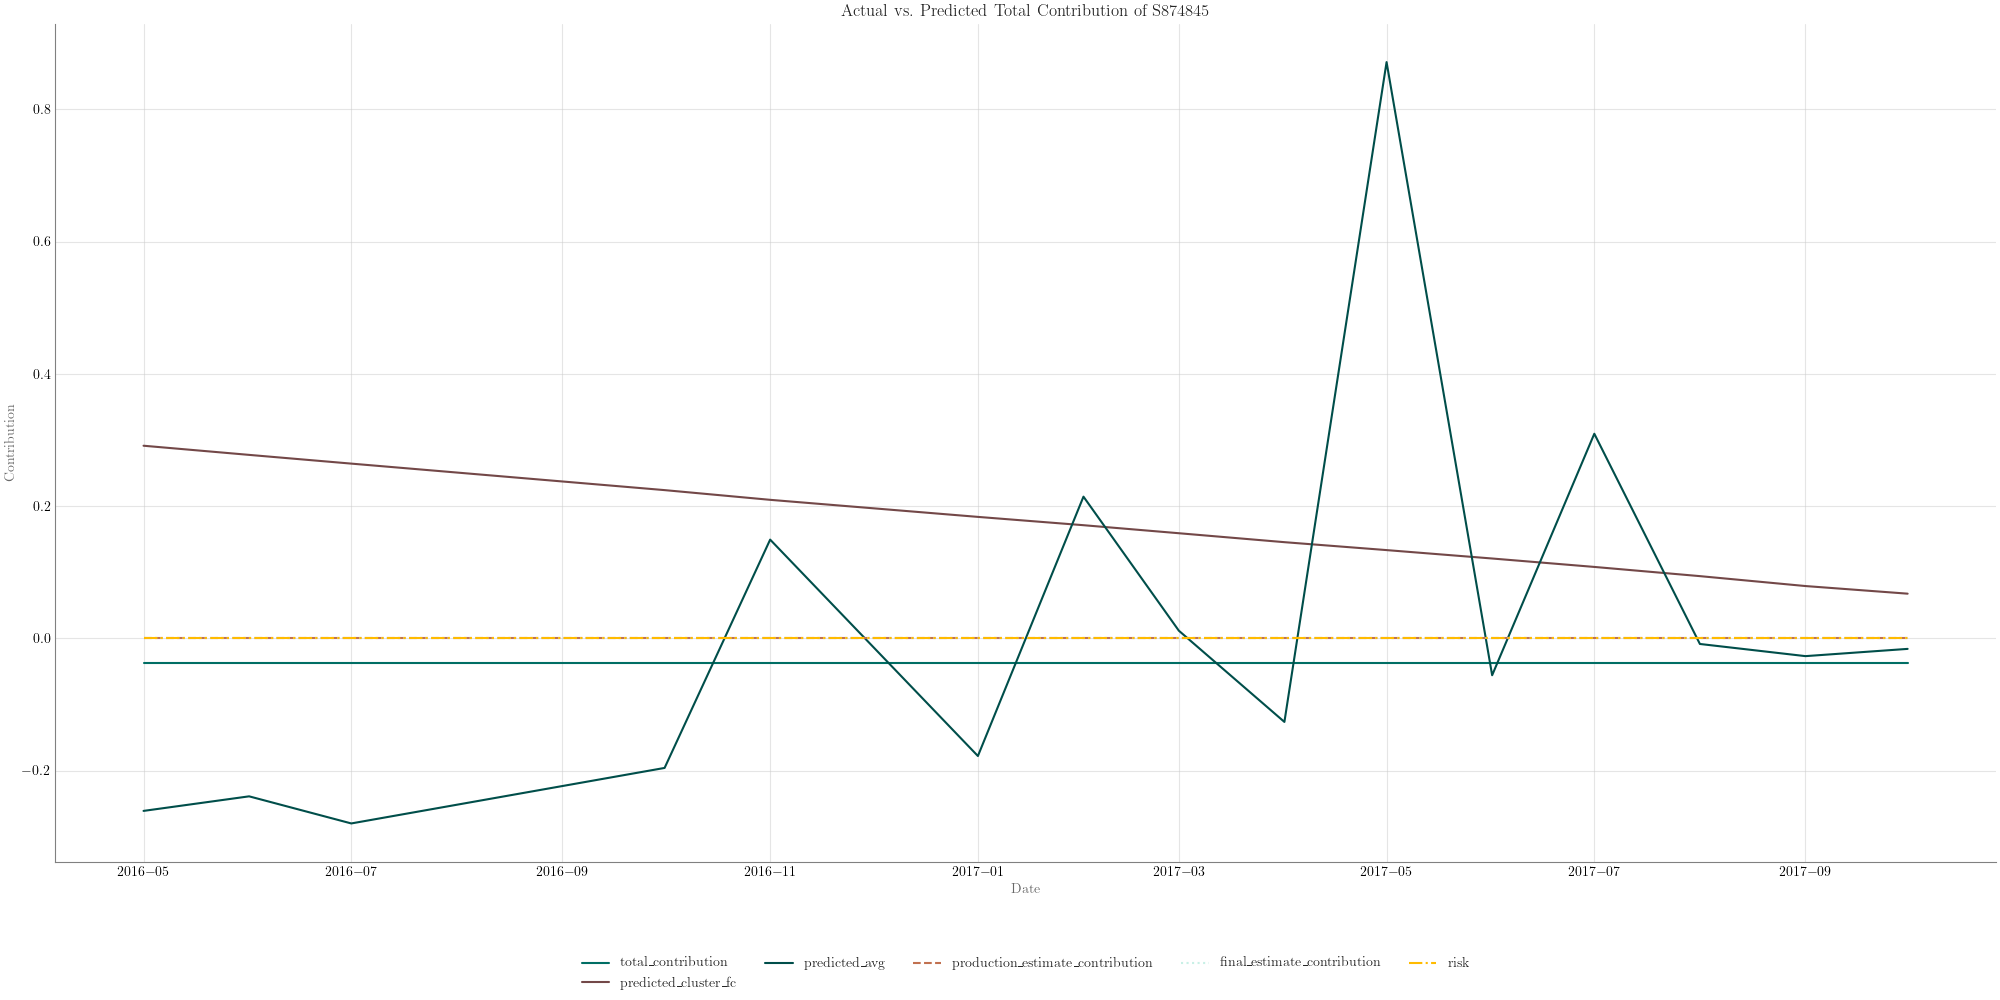 Actual vs. Predicted Total Contribution of S874845
Contribution
0.8
0.6
0.4
0.2
0.0
−0.2
2016−05 2016−07 2016−09 2016−11 2017−01 2017−03 2017−05 2017−07 2017−09
Date
total_contribution predicted_avg production_estimate_contribution final_estimate_contribution risk
predicted_cluster_fc